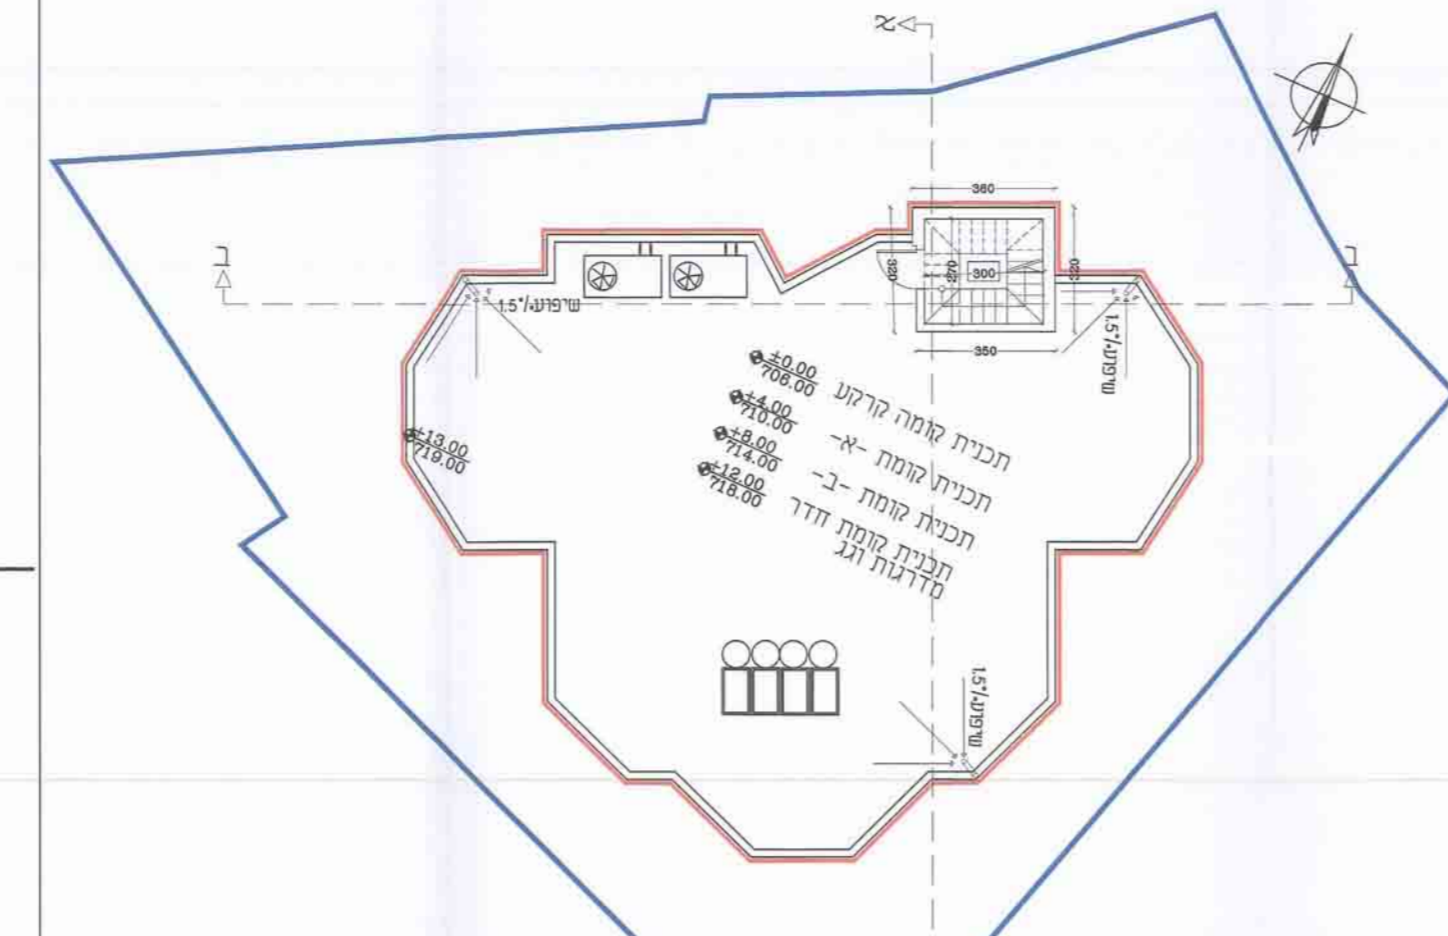 א
360
ב
ב
320
270
300
320
שיפוע 1.5%
350
שיפוע 1.5%
±0.00
706.00
תכנית קומה קרקע
±4.00
710.00
תכנית קומת -א-
±8.00
714.00
תכנית קומת -ב-
±12.00
718.00
תכנית קומת חדר
מדרגות וגג
±13.00
719.00
שיפוע 1.5%